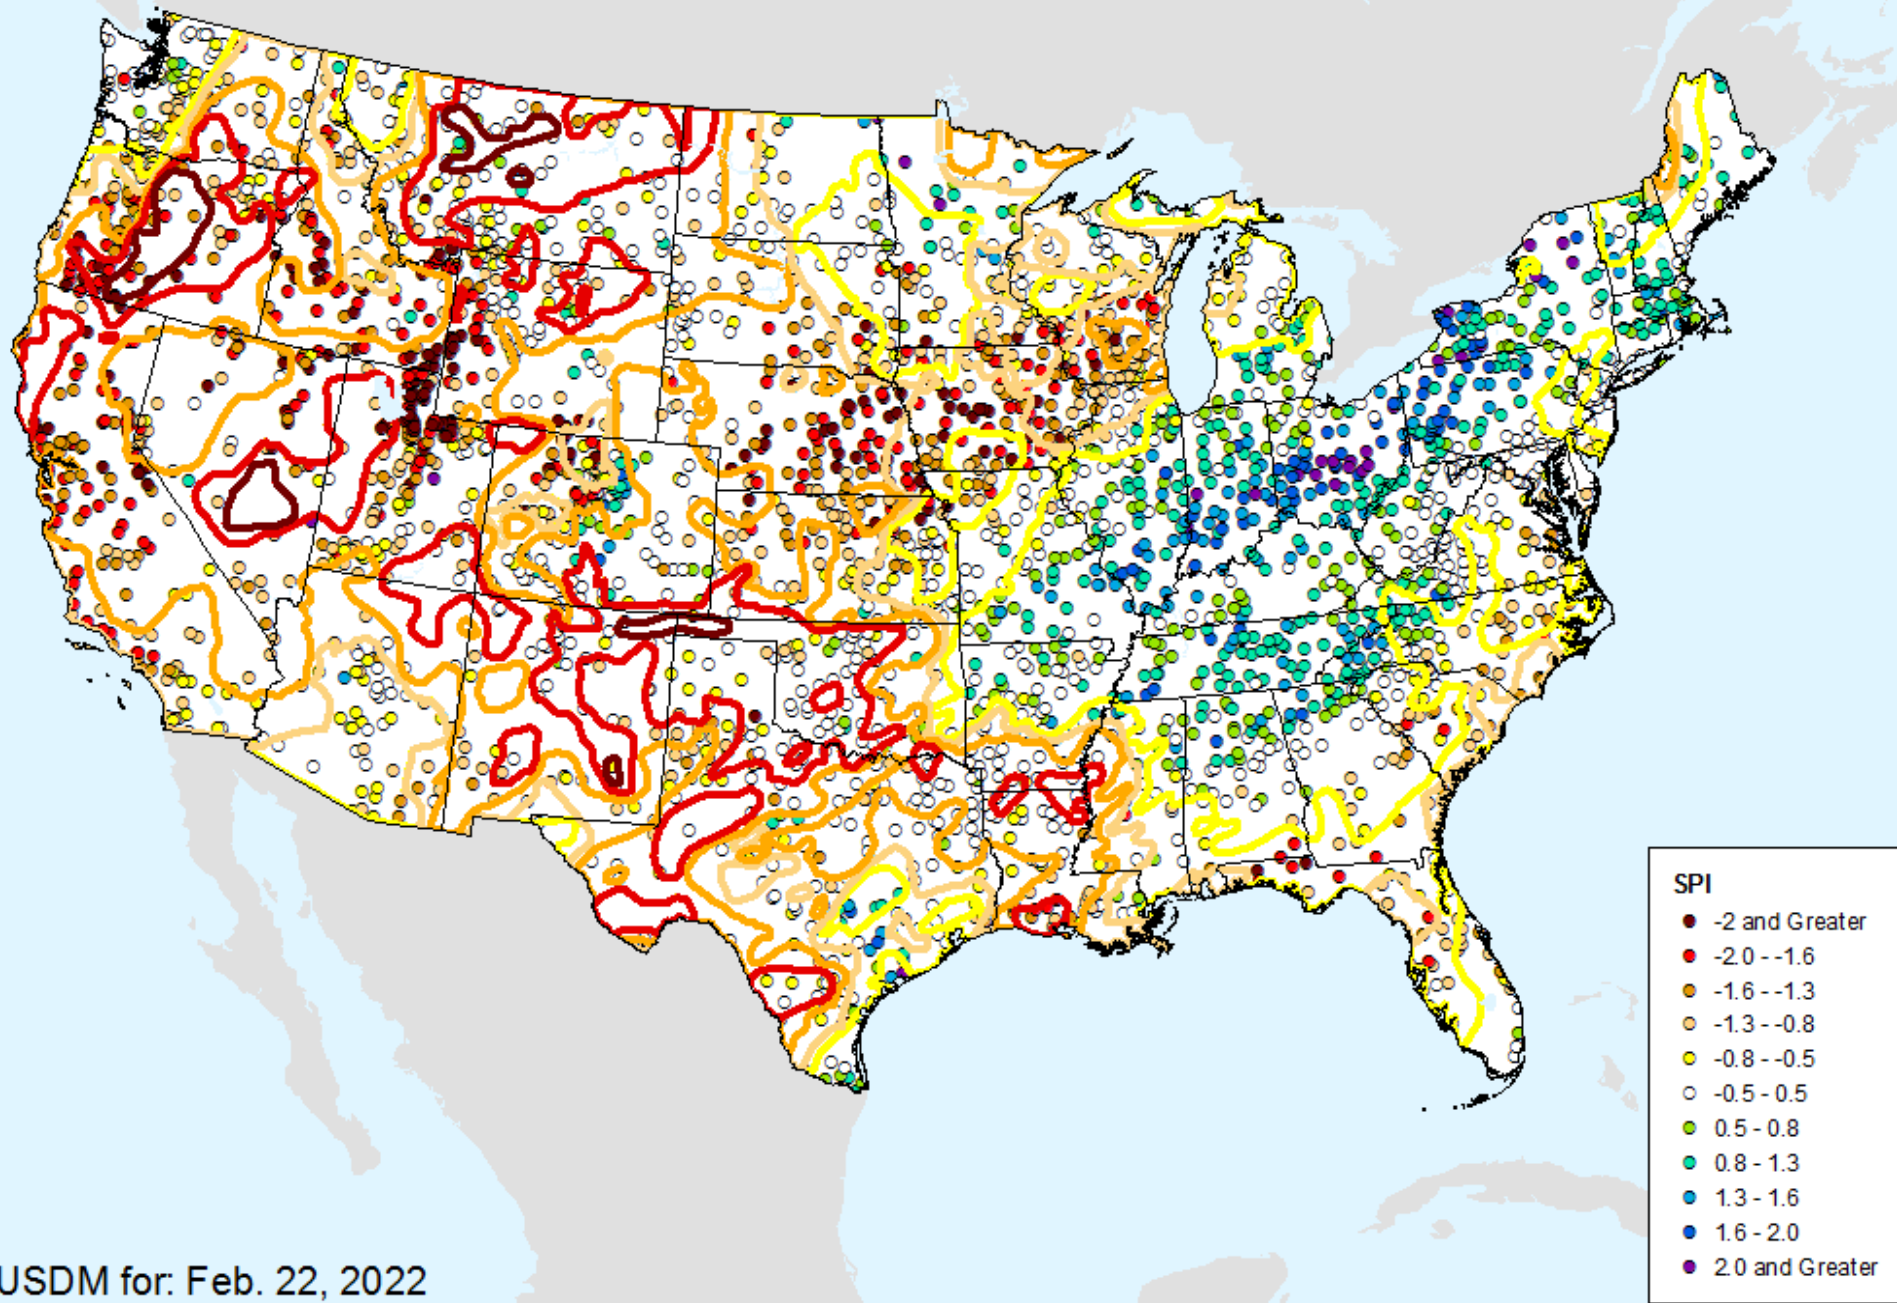 SPI
-2 and Greater
-2.0 - -1.6
-1.6 - -1.3
-1.3 - -0.8
-0.8 - -0.5
-0.5 - 0.5
0.5 - 0.8
0.8 - 1.3
1.3 - 1.6
1.6 - 2.0
2.0 and Greater
USDM for: Feb. 22, 2022